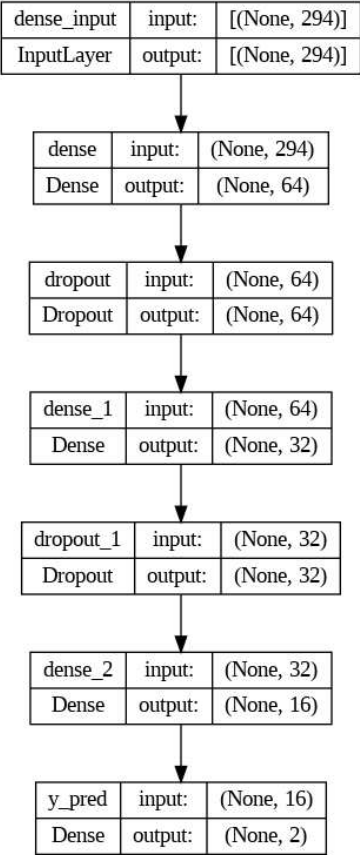 dense_input input: [(None, 294)]
InputLayer output: [(None, 294)]
dense input: (None, 294)
Dense output: (None, 64)
dropout input: (None, 64)
Dropout output: (None, 64)
dense_1 input: (None, 64)
Dense output: (None, 32)
dropout_1 input: (None, 32)
Dropout output: (None, 32)
dense_2 input: (None, 32)
Dense output: (None, 16)
y_pred input: (None, 16)
Dense output: (None, 2)